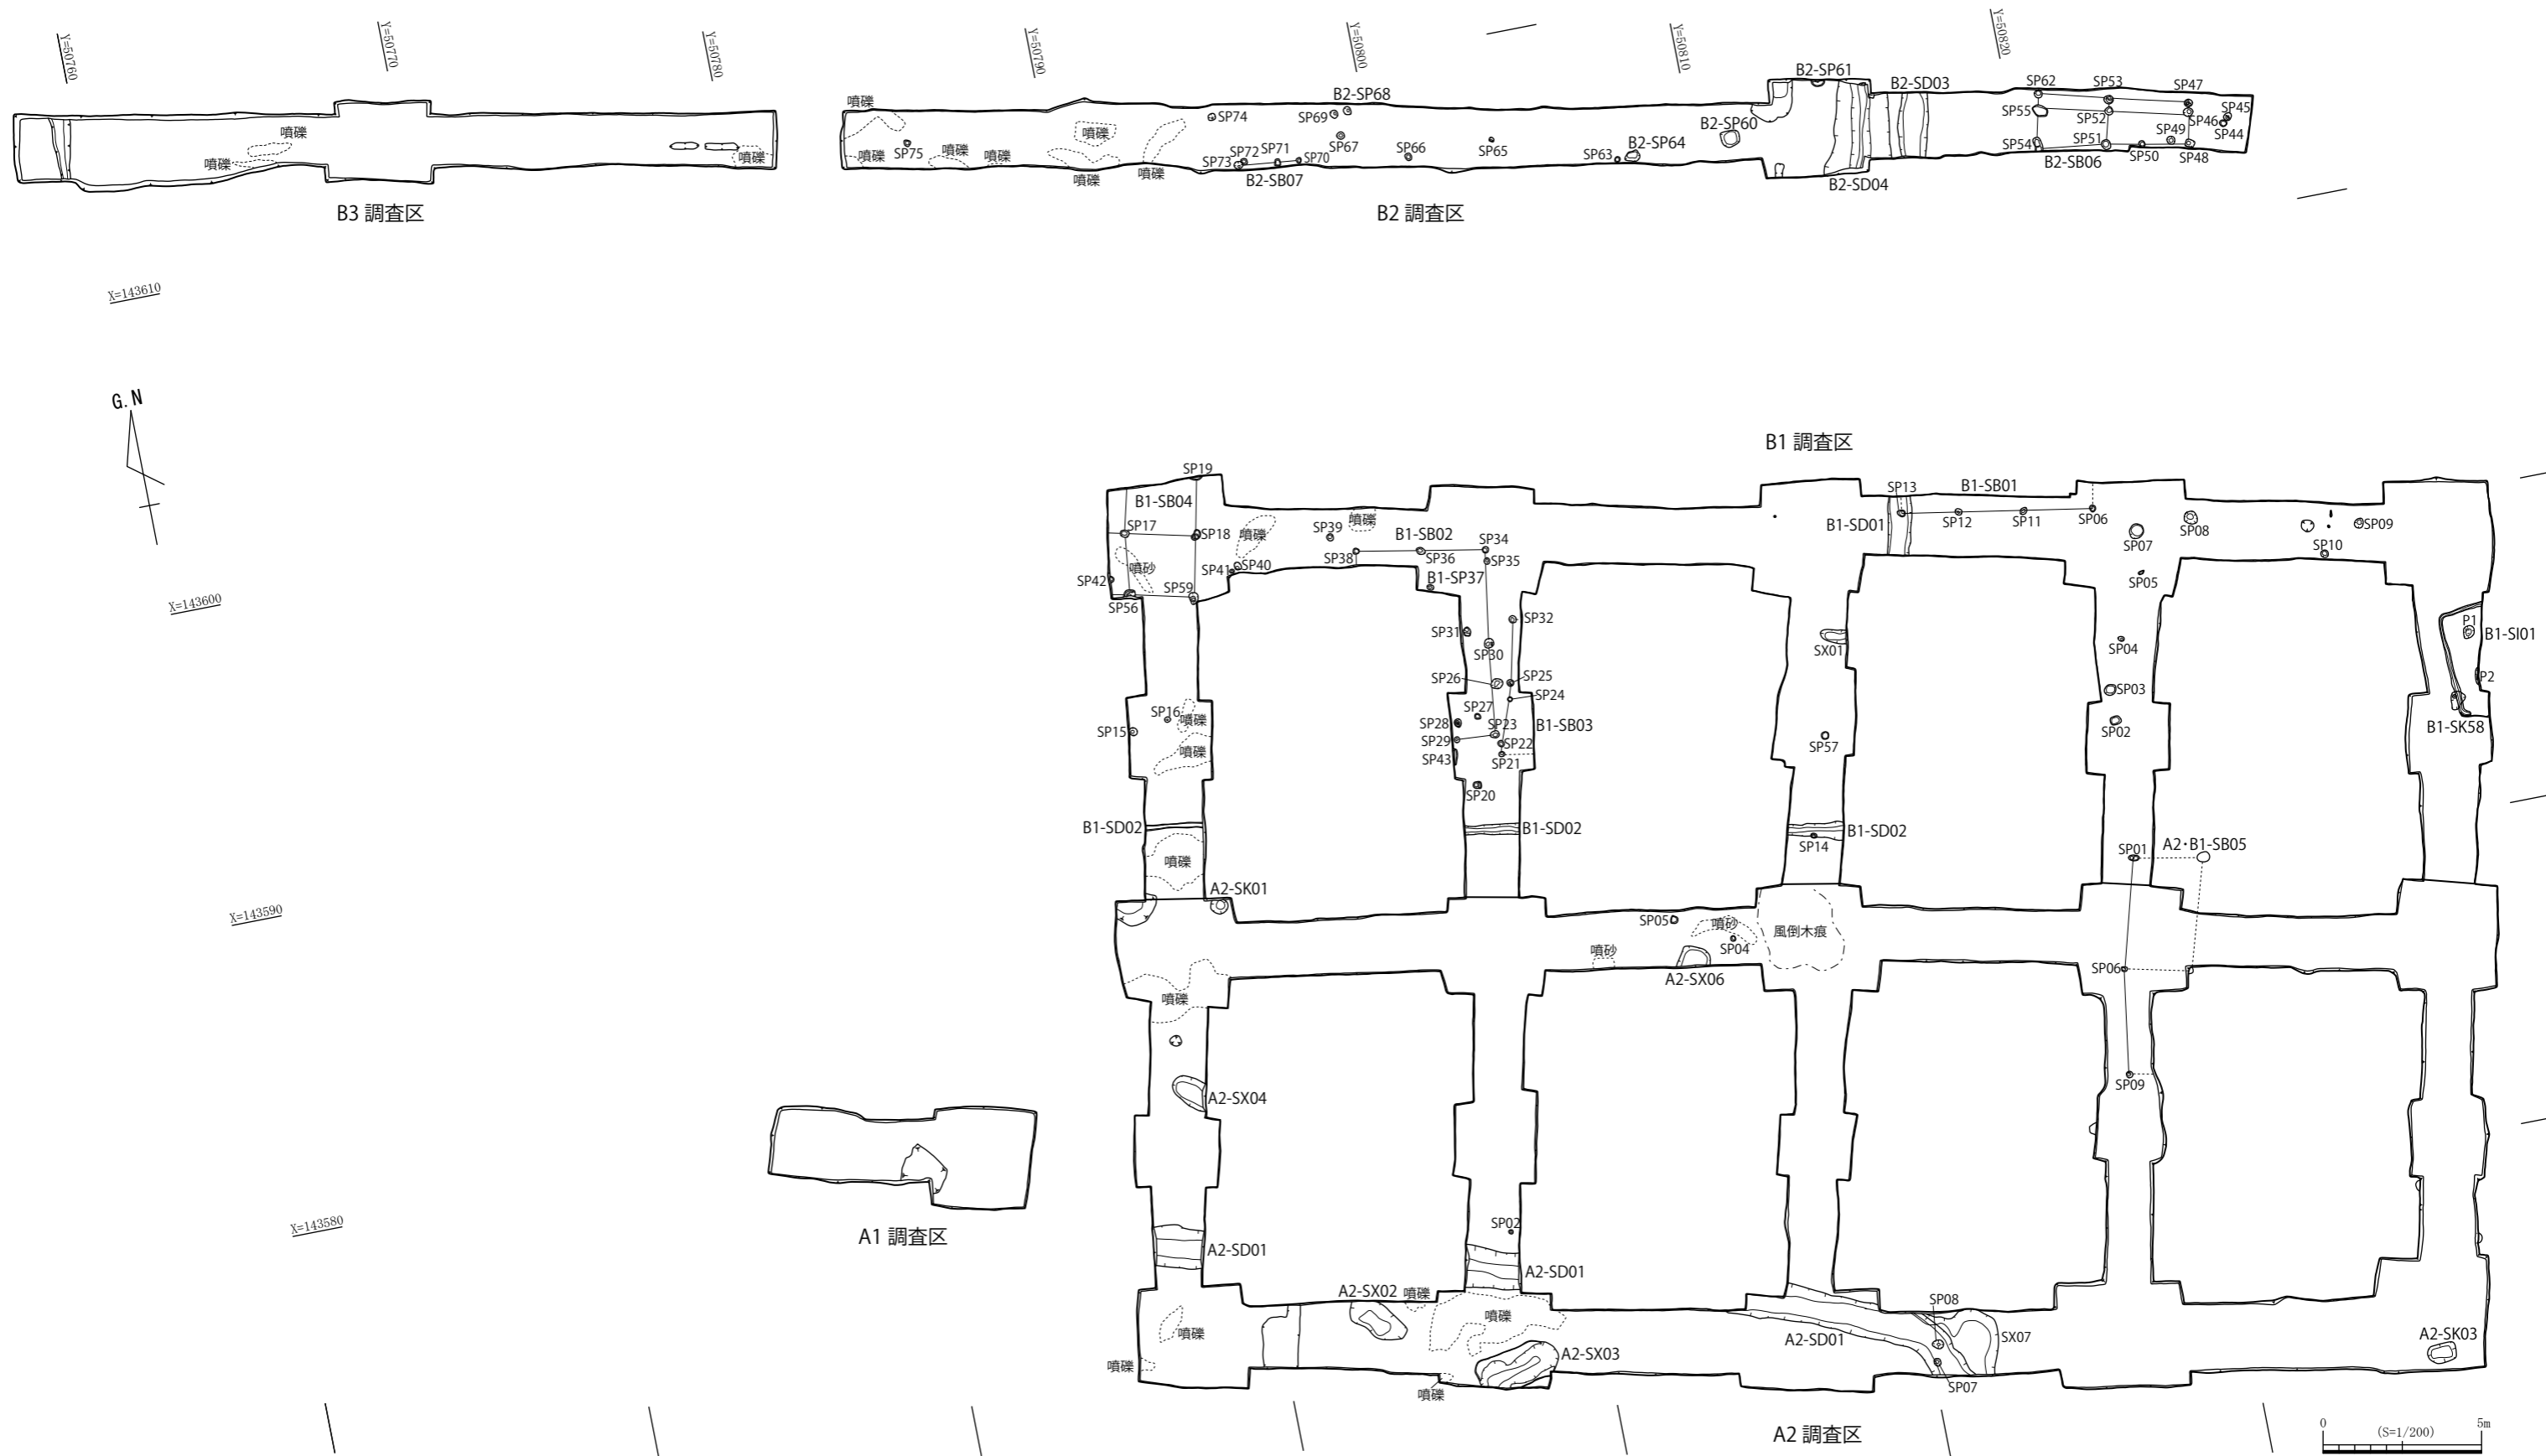 Y=50760
Y=50770
Y=50780
Y=50790
Y=50800
Y=50810
Y=50820
噴礫
噴礫
噴礫
B3 調査区
噴礫
噴礫
SP75
噴礫
噴礫
噴礫
噴礫
噴礫
SP74
SP73
SP72
SP71
SP70
B2-SB07
B2-SP68
SP69
SP67
SP66
SP65
SP63
B2-SP64
B2-SP60
B2-SP61
B2-SD03
B2-SD04
SP62
SP53
SP47
SP55
SP52
SP46
SP45
SP44
SP49
SP54
SP51
SP50
SP48
B2-SB06
B2 調査区
X=143610
G.N
X=143600
X=143590
X=143580
B1 調査区
SP19
B1-SB04
SP17
SP18
噴礫
噴砂
SP42
SP56
SP59
SP41
SP40
SP39
噴礫
B1-SB02
SP38
SP36
SP34
SP35
B1-SP37
SP31
SP32
SP30
SP26
SP25
SP24
SP27
SP28
SP23
B1-SB03
SP29
SP22
SP43
SP21
SP20
SP16
噴礫
SP15
噴礫
B1-SD02
B1-SD02
B1-SD02
SP14
噴礫
SP13
B1-SB01
B1-SD01
SP12
SP11
SP06
SP07
SP08
SP09
SP10
SP05
SX01
SP04
SP03
SP02
SP57
P1
B1-SI01
P2
B1-SK58
SP01
A2・B1-SB05
A2-SK01
SP05
噴砂
SP04
噴砂
A2-SX06
風倒木痕
SP06
噴礫
SP09
A2-SX04
A1 調査区
SP02
A2-SD01
A2-SD01
A2-SX02
噴礫
噴礫
噴礫
噴礫
噴礫
A2-SX03
A2-SD01
SP08
SX07
SP07
A2-SK03
A2 調査区
0
(S=1/200)
5m